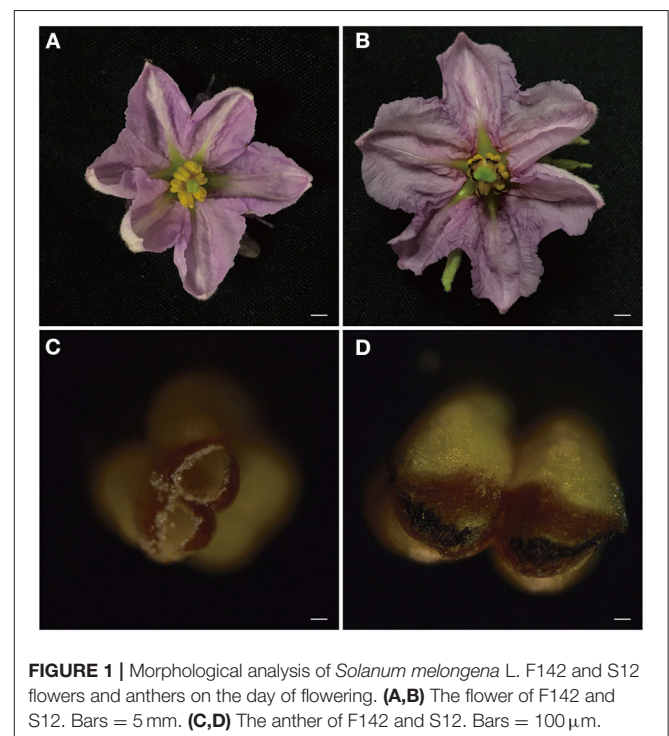 A
B
C
D
FIGURE 1 | Morphological analysis of Solanum melongena L. F142 and S12
flowers and anthers on the day of flowering. (A,B) The flower of F142 and
S12. Bars = 5 mm. (C,D) The anther of F142 and S12. Bars = 100 μm.